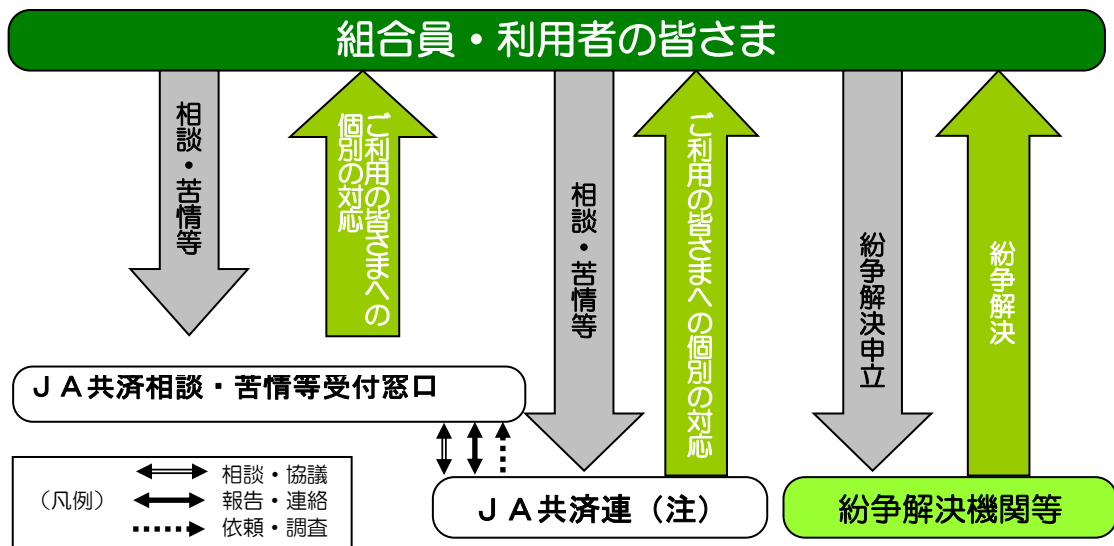 組合員・利用者の皆さま
相談・苦情等
ご利用の皆さまへの
個別の対応
相談・苦情等
ご利用の皆さまへの個別の対応
紛争解決申立
紛争解決
ＪＡ共済相談・苦情等受付窓口
（凡例）
相談・協議
報告・連絡
依頼・調査
ＪＡ共済連（注）
紛争解決機関等